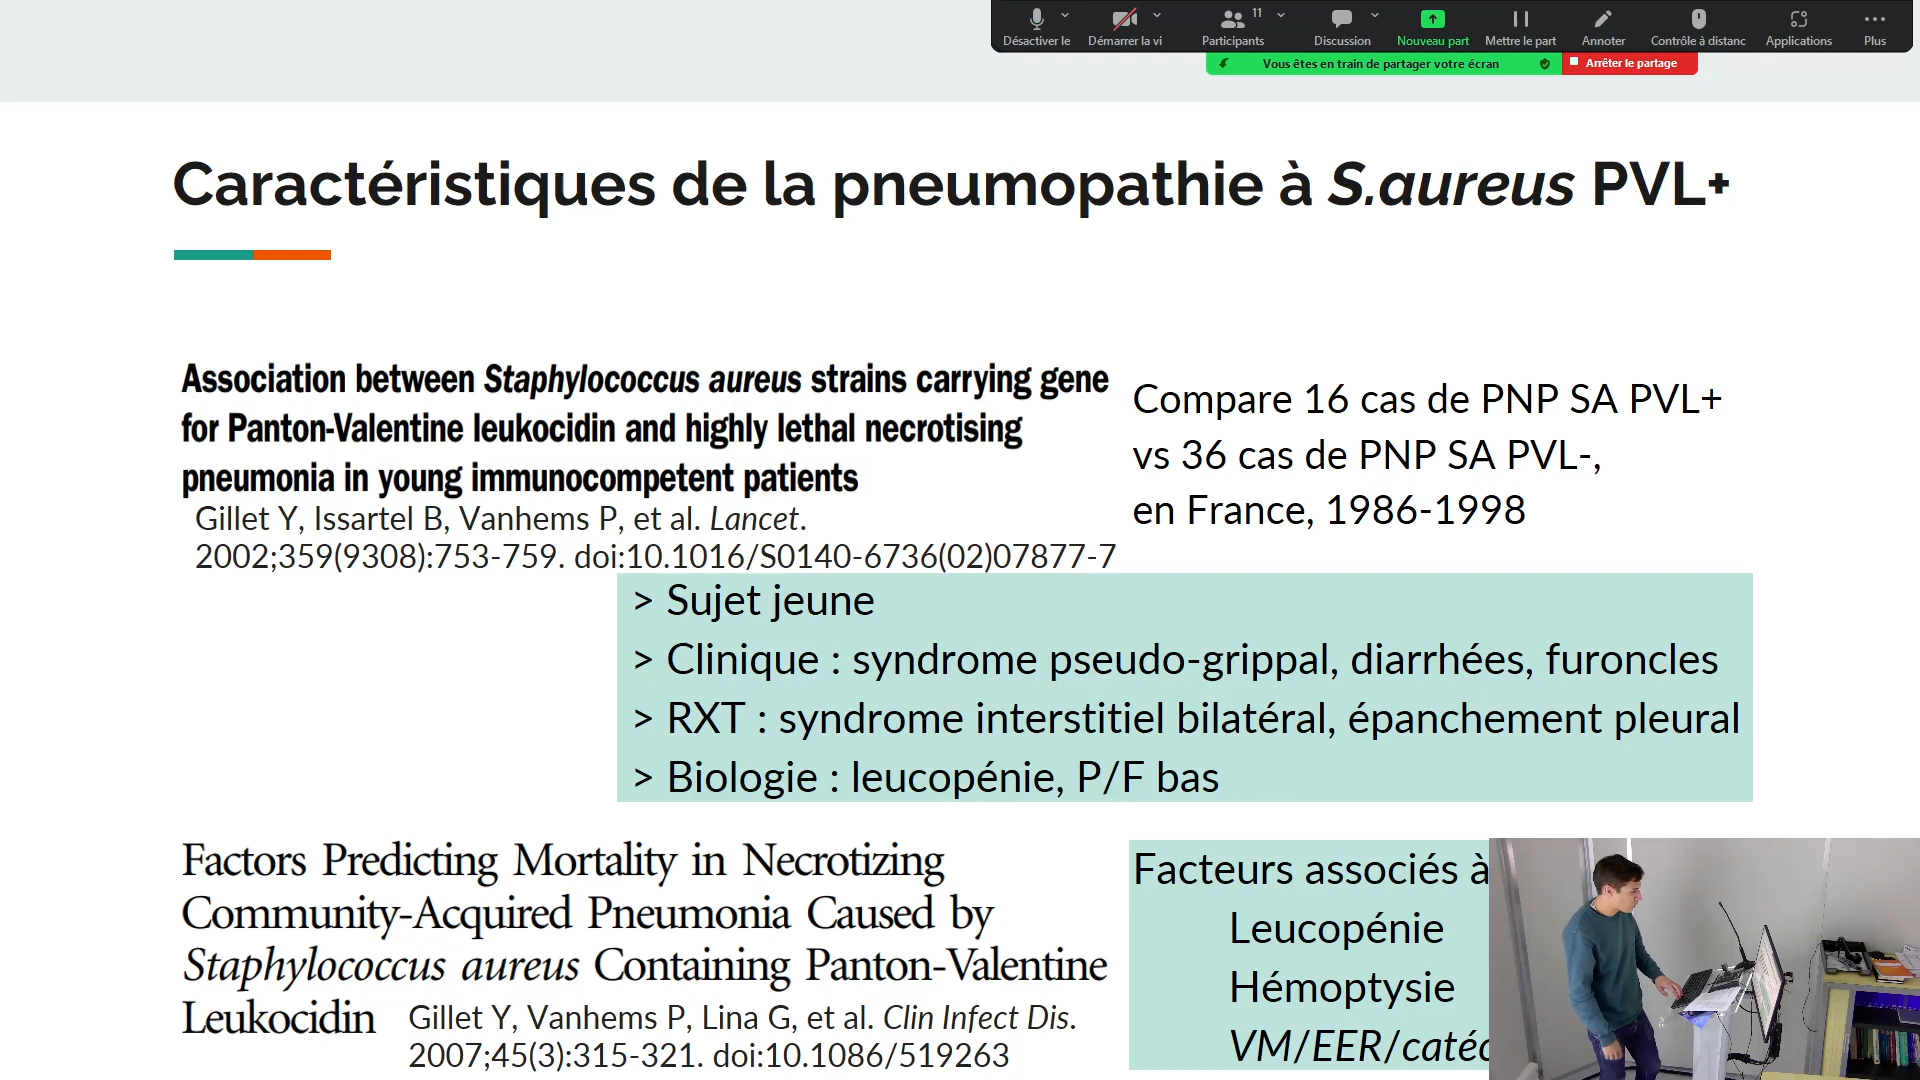 Désactiver le
Démarrer la vi
Participants
11
Discussion
Nouveau part
Mettre le part
Annoter
Contrôle à distanc
Applications
Plus
Vous êtes en train de partager votre écran
Arrêter le partage
Caractéristiques de la pneumopathie à S.aureus PVL+
Association between Staphylococcus aureus strains carrying gene
for Panton-Valentine leukocidin and highly lethal necrotising
pneumonia in young immunocompetent patients
Gillet Y, Issartel B, Vanhems P, et al. Lancet.
2002;359(9308):753-759. doi:10.1016/S0140-6736(02)07877-7
Compare 16 cas de PNP SA PVL+
vs 36 cas de PNP SA PVL-,
en France, 1986-1998
> Sujet jeune
> Clinique : syndrome pseudo-grippal, diarrhées, furoncles
> RXT : syndrome interstitiel bilatéral, épanchement pleural
> Biologie : leucopénie, P/F bas
Factors Predicting Mortality in Necrotizing
Community-Acquired Pneumonia Caused by
Staphylococcus aureus Containing Panton-Valentine
Leukocidin
Gillet Y, Vanhems P, Lina G, et al. Clin Infect Dis.
2007;45(3):315-321. doi:10.1086/519263
Facteurs associés à
Leucopénie
Hémoptysie
VM/EER/catéc